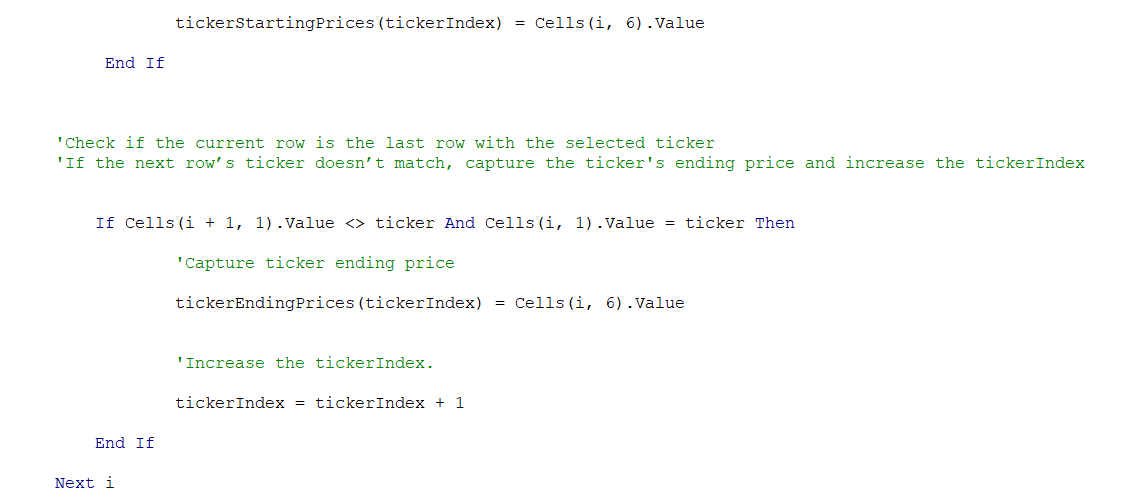 tickerStartingPrices(tickerIndex) = Cells(i, 6).Value
End If
'Check if the current row is the last row with the selected ticker
'If the next row’s ticker doesn’t match, capture the ticker's ending price and increase the tickerIndex
If Cells(i + 1, 1).Value <> ticker And Cells(i, 1).Value = ticker Then
'Capture ticker ending price
tickerEndingPrices(tickerIndex) = Cells(i, 6).Value
'Increase the tickerIndex.
tickerIndex = tickerIndex + 1
End If
Next i